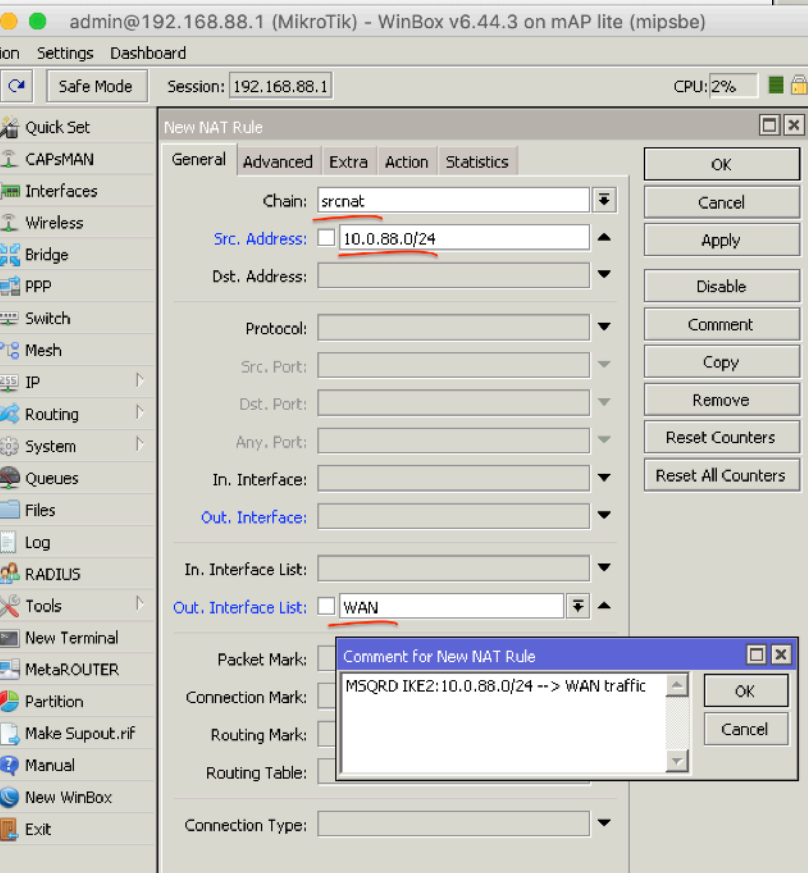 admin@192.168.88.1 (MikroTik) - WinBox v6.44.3 on mAP lite (mipsbe)
ion Settings Dashboard
Safe Mode Session: 192.168.88.1 CPU: 2%
Quick Set
CAPsMAN
Interfaces
Wireless
Bridge
PPP
Switch
Mesh
255 IP
Routing
System
Queues
Files
Log
RADIUS
Tools
New Terminal
MetaROUTER
Partition
Make Supout.rif
Manual
New WinBox
Exit
New NAT Rule
General Advanced Extra Action Statistics
Chain: srcnat
Src. Address: 10.0.88.0/24
Dst. Address:
Protocol:
Src. Port:
Dst. Port:
Any. Port:
In. Interface:
Out. Interface:
In. Interface List:
Out. Interface List: WAN
Packet Mark:
Connection Mark:
Routing Mark:
Routing Table:
Connection Type:
OK
Cancel
Apply
Disable
Comment
Copy
Remove
Reset Counters
Reset All Counters
Comment for New NAT Rule
MSQRD IKE2:10.0.88.0/24 --> WAN traffic
OK
Cancel